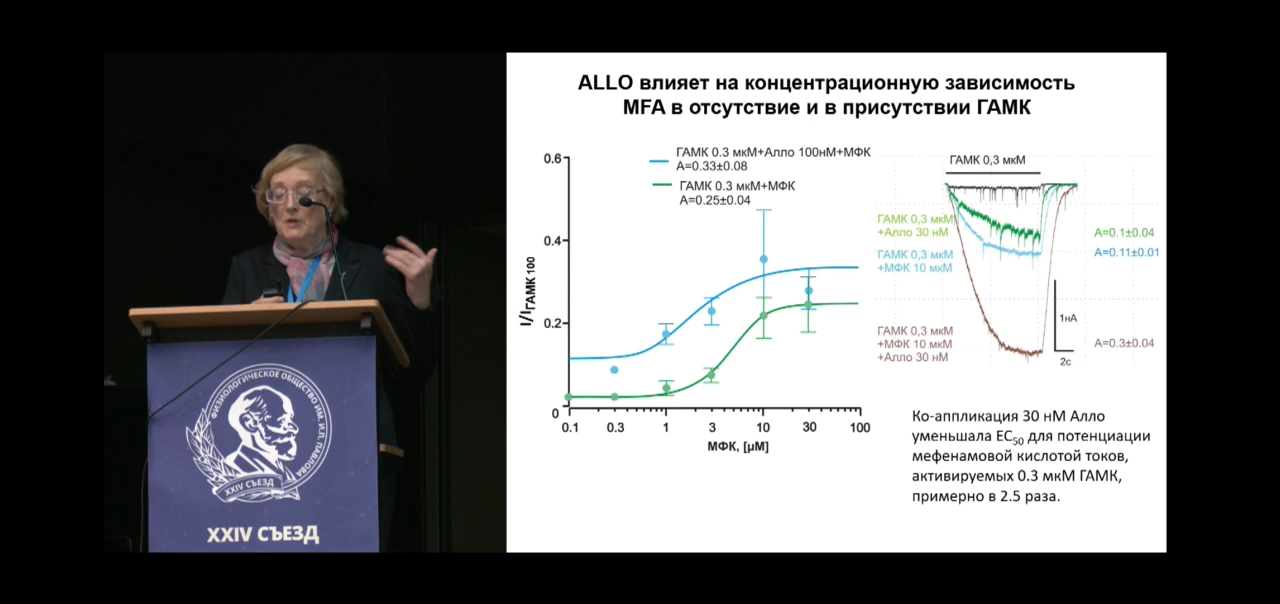 ALLO влияет на концентрационную зависимость
MFA в отсутствие и в присутствии ГАМК
ГАМК 0.3 мкМ+Алло 100нМ+МФК
A=0.33±0.08
ГАМК 0.3 мкМ+МФК
A=0.25±0.04
I/IГАМК 100
0.6
0.4
0.2
0
0.1
0.3
1
3
10
30
100
МФК, [µM]
ГАМК 0,3 мкМ
ГАМК 0,3 мкМ
+Алло 30 нМ
A=0.1±0.04
ГАМК 0,3 мкМ
+МФК 10 мкМ
A=0.11±0.01
ГАМК 0,3 мкМ
+МФК 10 мкМ
+Алло 30 нМ
A=0.3±0.04
1нА
2с
Ко-аппликация 30 нМ Алло
уменьшала EC50 для потенциации
мефенамовой кислотой токов,
активируемых 0.3 мкМ ГАМК,
примерно в 2.5 раза.
ФИЗИОЛОГИЧЕСКОЕ ОБЩЕСТВО ИМ. И.П. ПАВЛОВА
XXIV СЪЕЗД
XXIV СЪЕЗД